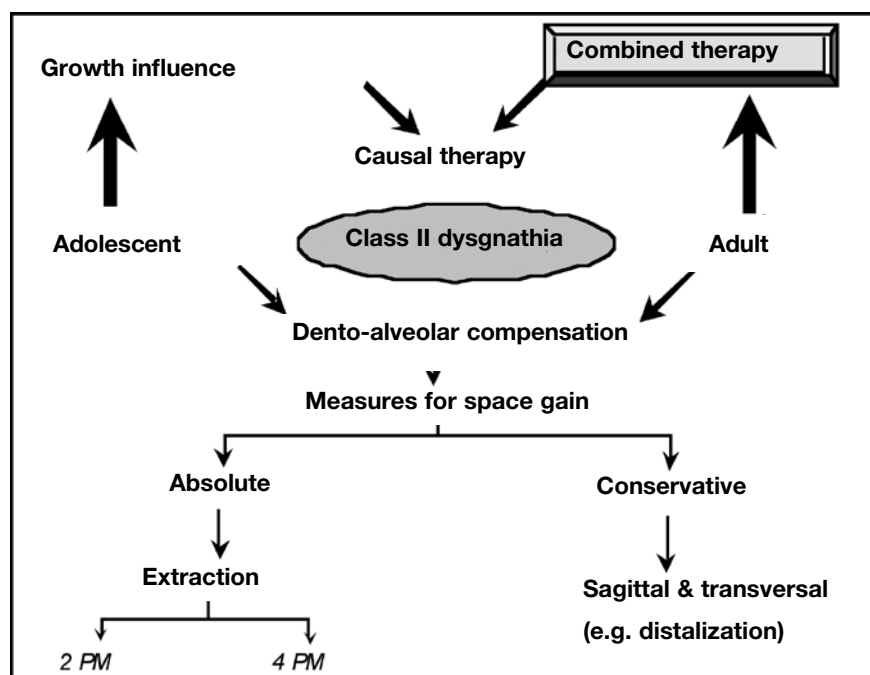 Combined therapy
Growth influence
Causal therapy
Adolescent
Class II dysgnathia
Adult
Dento-alveolar compensation
Measures for space gain
Absolute
Conservative
Extraction
Sagittal & transversal
(e.g. distalization)
2 PM
4 PM